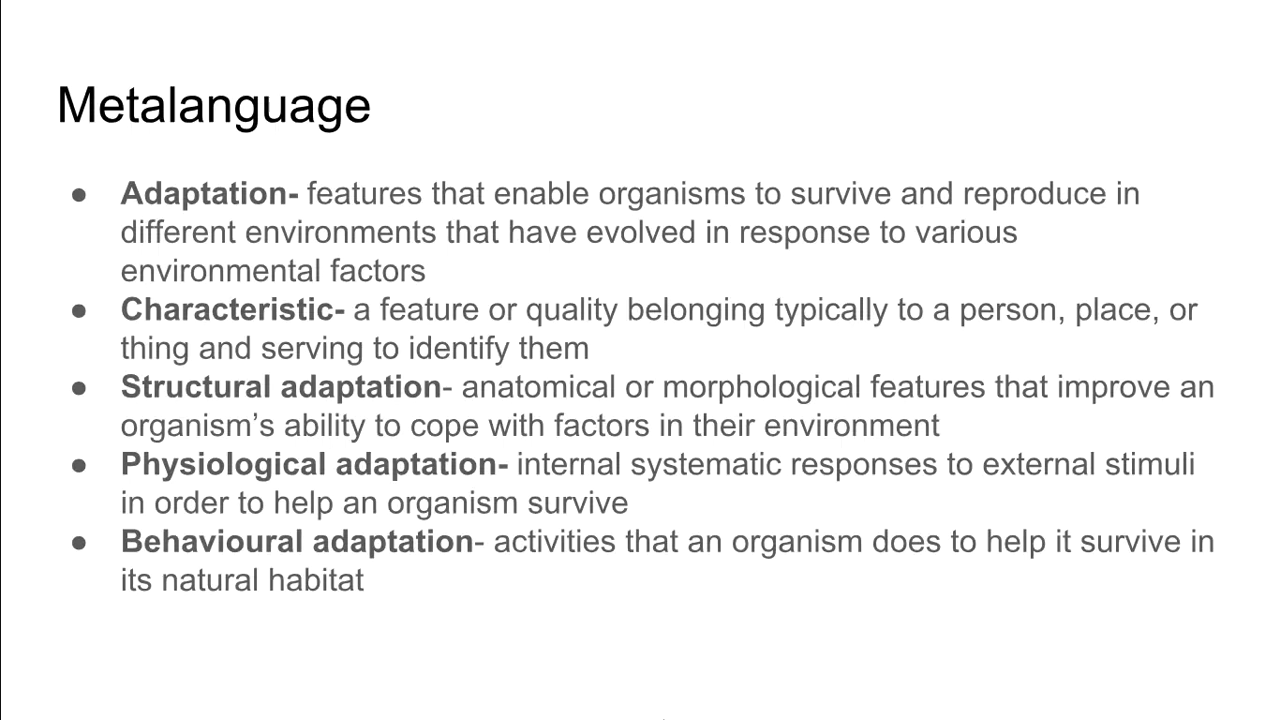 Metalanguage
● Adaptation- features that enable organisms to survive and reproduce in
different environments that have evolved in response to various
environmental factors
● Characteristic- a feature or quality belonging typically to a person, place, or
thing and serving to identify them
● Structural adaptation- anatomical or morphological features that improve an
organism’s ability to cope with factors in their environment
● Physiological adaptation- internal systematic responses to external stimuli
in order to help an organism survive
● Behavioural adaptation- activities that an organism does to help it survive in
its natural habitat